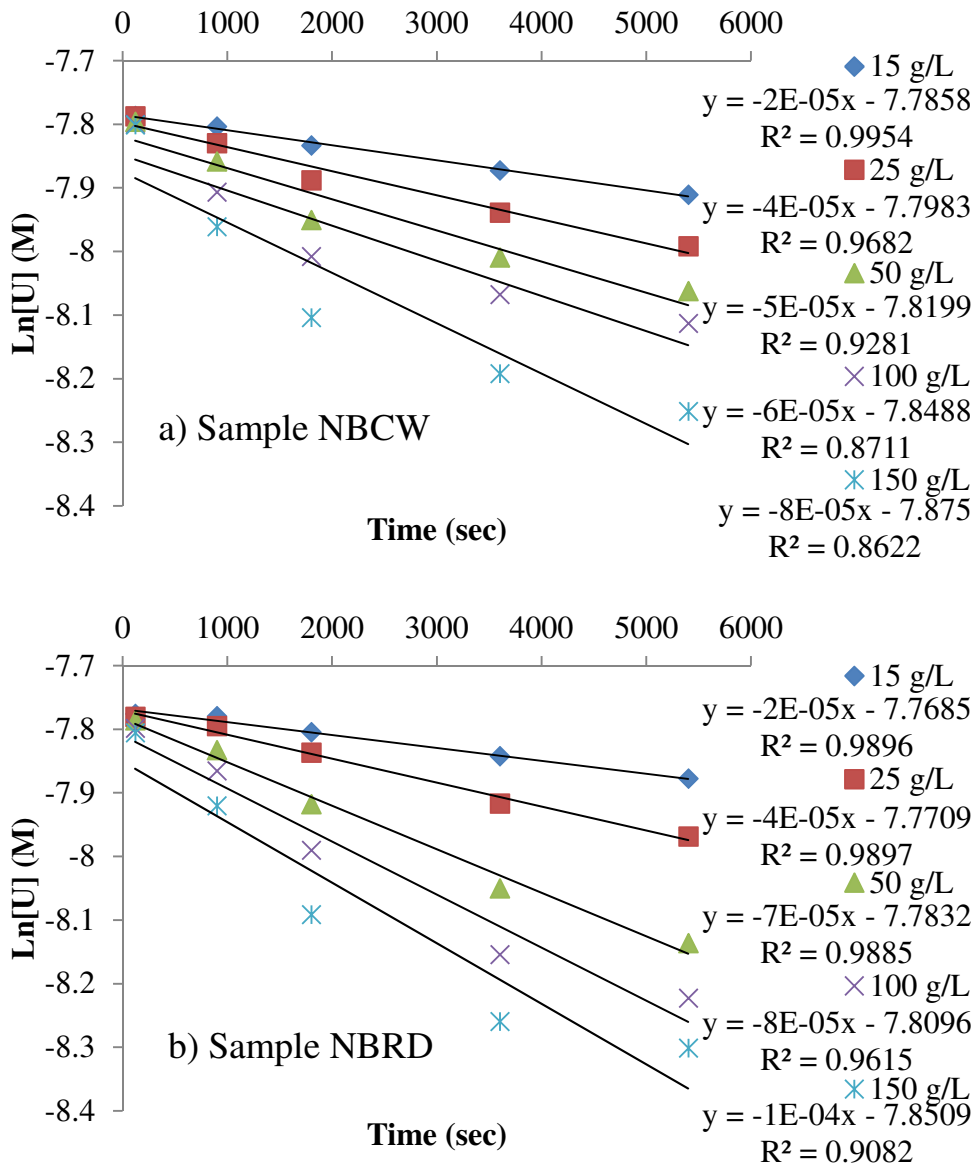 0 1000 2000 3000 4000 5000 6000
-7.7
-7.8
-7.9
-8
-8.1
-8.2
-8.3
-8.4
Ln[U] (M)
a) Sample NBCW
Time (sec)
15 g/L
y = -2E-05x - 7.7858
R² = 0.9954
25 g/L
y = -4E-05x - 7.7983
R² = 0.9682
50 g/L
y = -5E-05x - 7.8199
R² = 0.9281
100 g/L
y = -6E-05x - 7.8488
R² = 0.8711
150 g/L
y = -8E-05x - 7.875
R² = 0.8622
0 1000 2000 3000 4000 5000 6000
-7.7
-7.8
-7.9
-8
-8.1
-8.2
-8.3
-8.4
Ln[U] (M)
b) Sample NBRD
Time (sec)
15 g/L
y = -2E-05x - 7.7685
R² = 0.9896
25 g/L
y = -4E-05x - 7.7709
R² = 0.9897
50 g/L
y = -7E-05x - 7.7832
R² = 0.9885
100 g/L
y = -8E-05x - 7.8096
R² = 0.9615
150 g/L
y = -1E-04x - 7.8509
R² = 0.9082